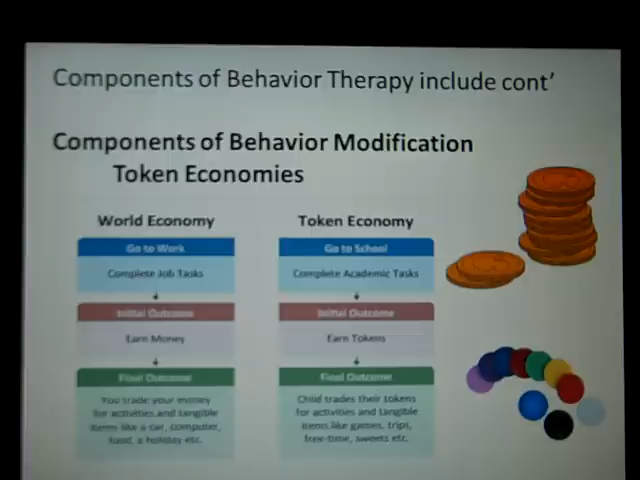 Components of Behavior Therapy include cont’
Components of Behavior Modification
Token Economies
World Economy
Go to Work
Complete Job Tasks
Initial Outcome
Earn Money
Final Outcome
You trade your money
for activities and tangible
items like a car, computer,
food, a holiday etc.
Token Economy
Go to School
Complete Academic Tasks
Initial Outcome
Earn Tokens
Final Outcome
Child trades their tokens
for activities and tangible
items like games, trips,
free-time, sweets etc.